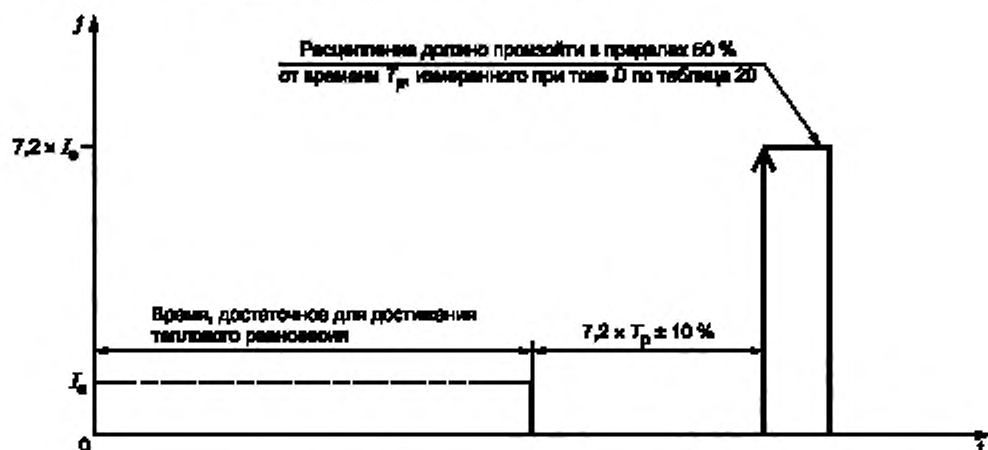 I
Расцепление должно произойти в пределах 50 %
от времени Tp, измеренного при токе D по таблице 20
7,2 × Ie
Время, достаточное для достижения
теплового равновесия
7,2 × Tp ± 10 %
Ie
0
t